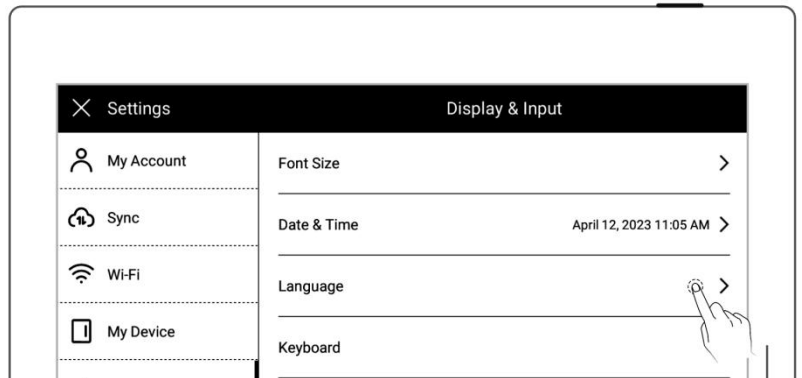 Settings
Display & Input
My Account
Font Size
Sync
Date & Time April 12, 2023 11:05 AM
Wi-Fi
Language
My Device
Keyboard